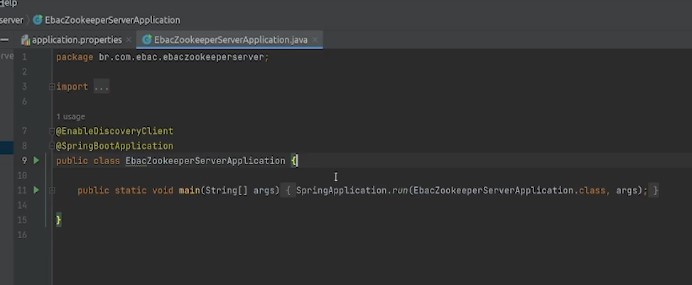 Help
server EbacZookeeperServerApplication
application.properties EbacZookeeperServerApplication.java
1 package br.com.ebac.ebaczookeeperserver;
2
3 import ...
6
1 usage
7 @EnableDiscoveryClient
8 @SpringBootApplication
9 public class EbacZookeeperServerApplication {
10
11 public static void main(String[] args) { SpringApplication.run(EbacZookeeperServerApplication.class, args); }
14
15 }
16